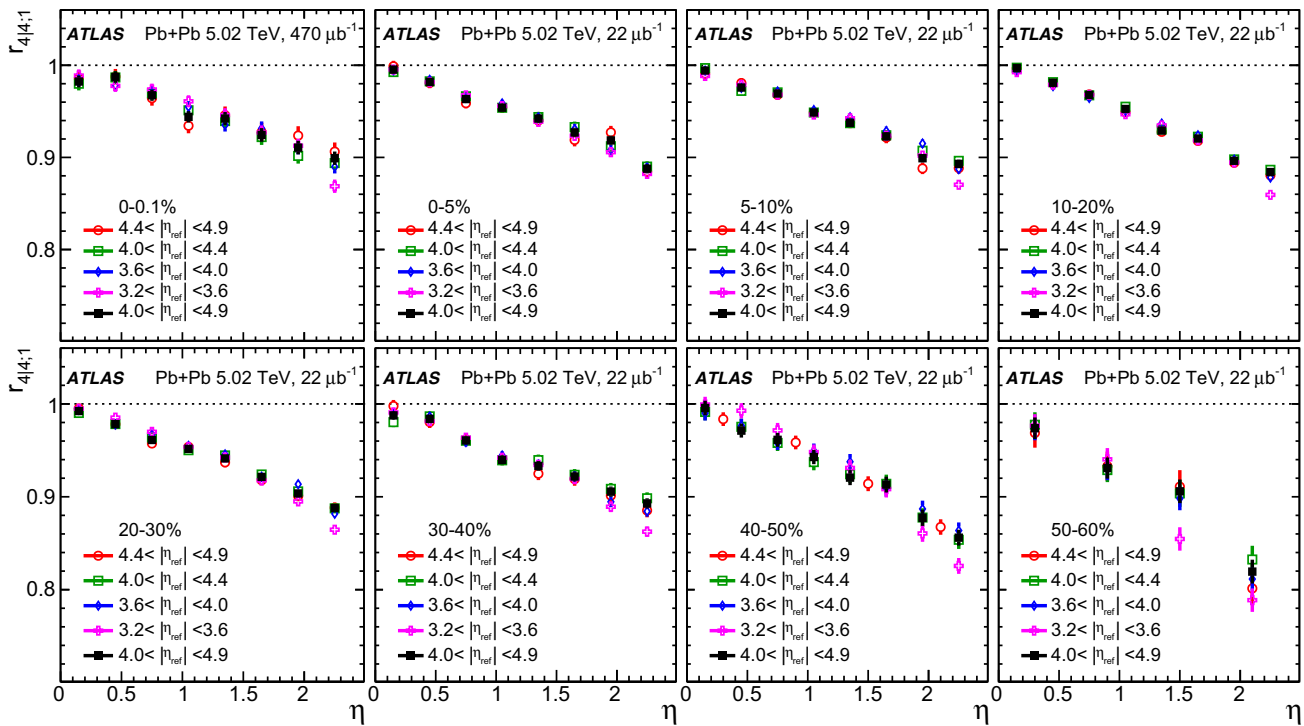 r4|4;1
ATLAS Pb+Pb 5.02 TeV, 470 μb⁻¹
1
0.9
0.8
0-0.1%
4.4< |ηref| <4.9
4.0< |ηref| <4.4
3.6< |ηref| <4.0
3.2< |ηref| <3.6
4.0< |ηref| <4.9
ATLAS Pb+Pb 5.02 TeV, 22 μb⁻¹
0-5%
4.4< |ηref| <4.9
4.0< |ηref| <4.4
3.6< |ηref| <4.0
3.2< |ηref| <3.6
4.0< |ηref| <4.9
ATLAS Pb+Pb 5.02 TeV, 22 μb⁻¹
5-10%
4.4< |ηref| <4.9
4.0< |ηref| <4.4
3.6< |ηref| <4.0
3.2< |ηref| <3.6
4.0< |ηref| <4.9
ATLAS Pb+Pb 5.02 TeV, 22 μb⁻¹
10-20%
4.4< |ηref| <4.9
4.0< |ηref| <4.4
3.6< |ηref| <4.0
3.2< |ηref| <3.6
4.0< |ηref| <4.9
r4|4;1
ATLAS Pb+Pb 5.02 TeV, 22 μb⁻¹
1
0.9
0.8
20-30%
4.4< |ηref| <4.9
4.0< |ηref| <4.4
3.6< |ηref| <4.0
3.2< |ηref| <3.6
4.0< |ηref| <4.9
0 0.5 1 1.5 2
η
ATLAS Pb+Pb 5.02 TeV, 22 μb⁻¹
30-40%
4.4< |ηref| <4.9
4.0< |ηref| <4.4
3.6< |ηref| <4.0
3.2< |ηref| <3.6
4.0< |ηref| <4.9
0 0.5 1 1.5 2
η
ATLAS Pb+Pb 5.02 TeV, 22 μb⁻¹
40-50%
4.4< |ηref| <4.9
4.0< |ηref| <4.4
3.6< |ηref| <4.0
3.2< |ηref| <3.6
4.0< |ηref| <4.9
0 0.5 1 1.5 2
η
ATLAS Pb+Pb 5.02 TeV, 22 μb⁻¹
50-60%
4.4< |ηref| <4.9
4.0< |ηref| <4.4
3.6< |ηref| <4.0
3.2< |ηref| <3.6
4.0< |ηref| <4.9
0 0.5 1 1.5 2
η